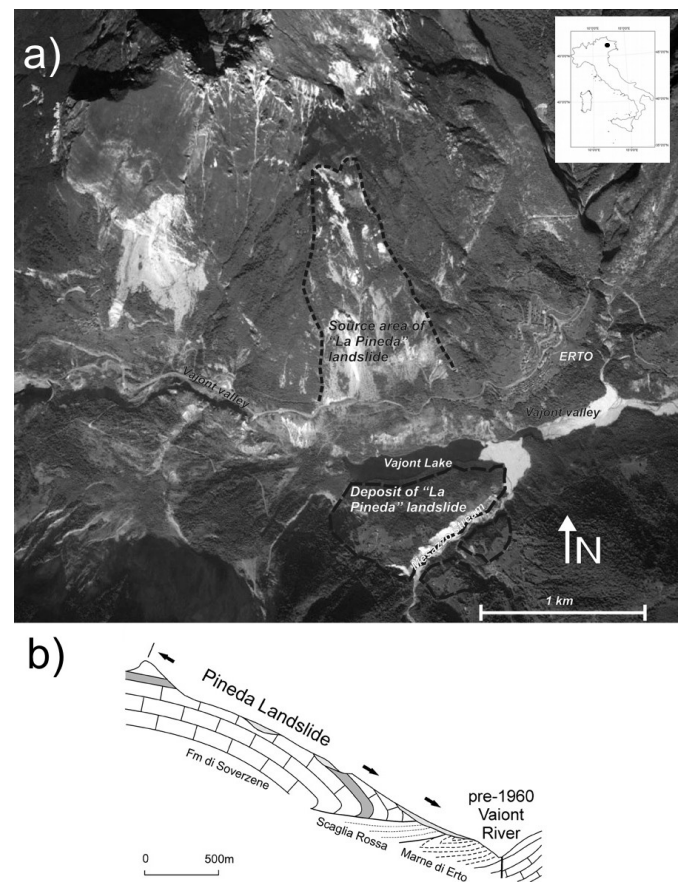 a)
Source area of
"La Pineda"
landslide
ERTO
Vajont valley
Vajont valley
Vajont Lake
Deposit of "La
Pineda" landslide
N
1 km
b)
Pineda Landslide
Fm di Soverzene
Scaglia Rossa
Marne di Erto
pre-1960
Vaiont
River
0 500m